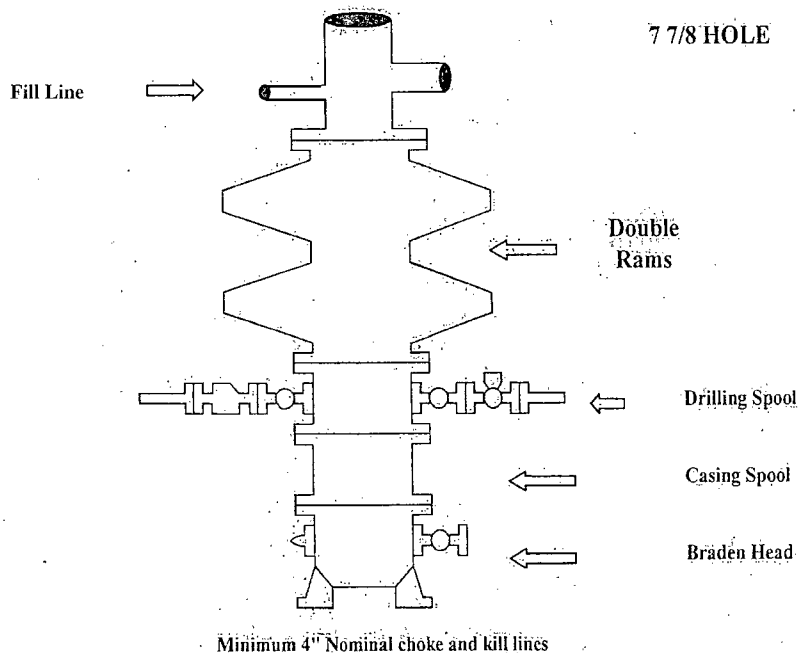 7 7/8 HOLE
Fill Line
Double
Rams
Drilling Spool
Casing Spool
Braden Head
Minimum 4" Nominal choke and kill lines